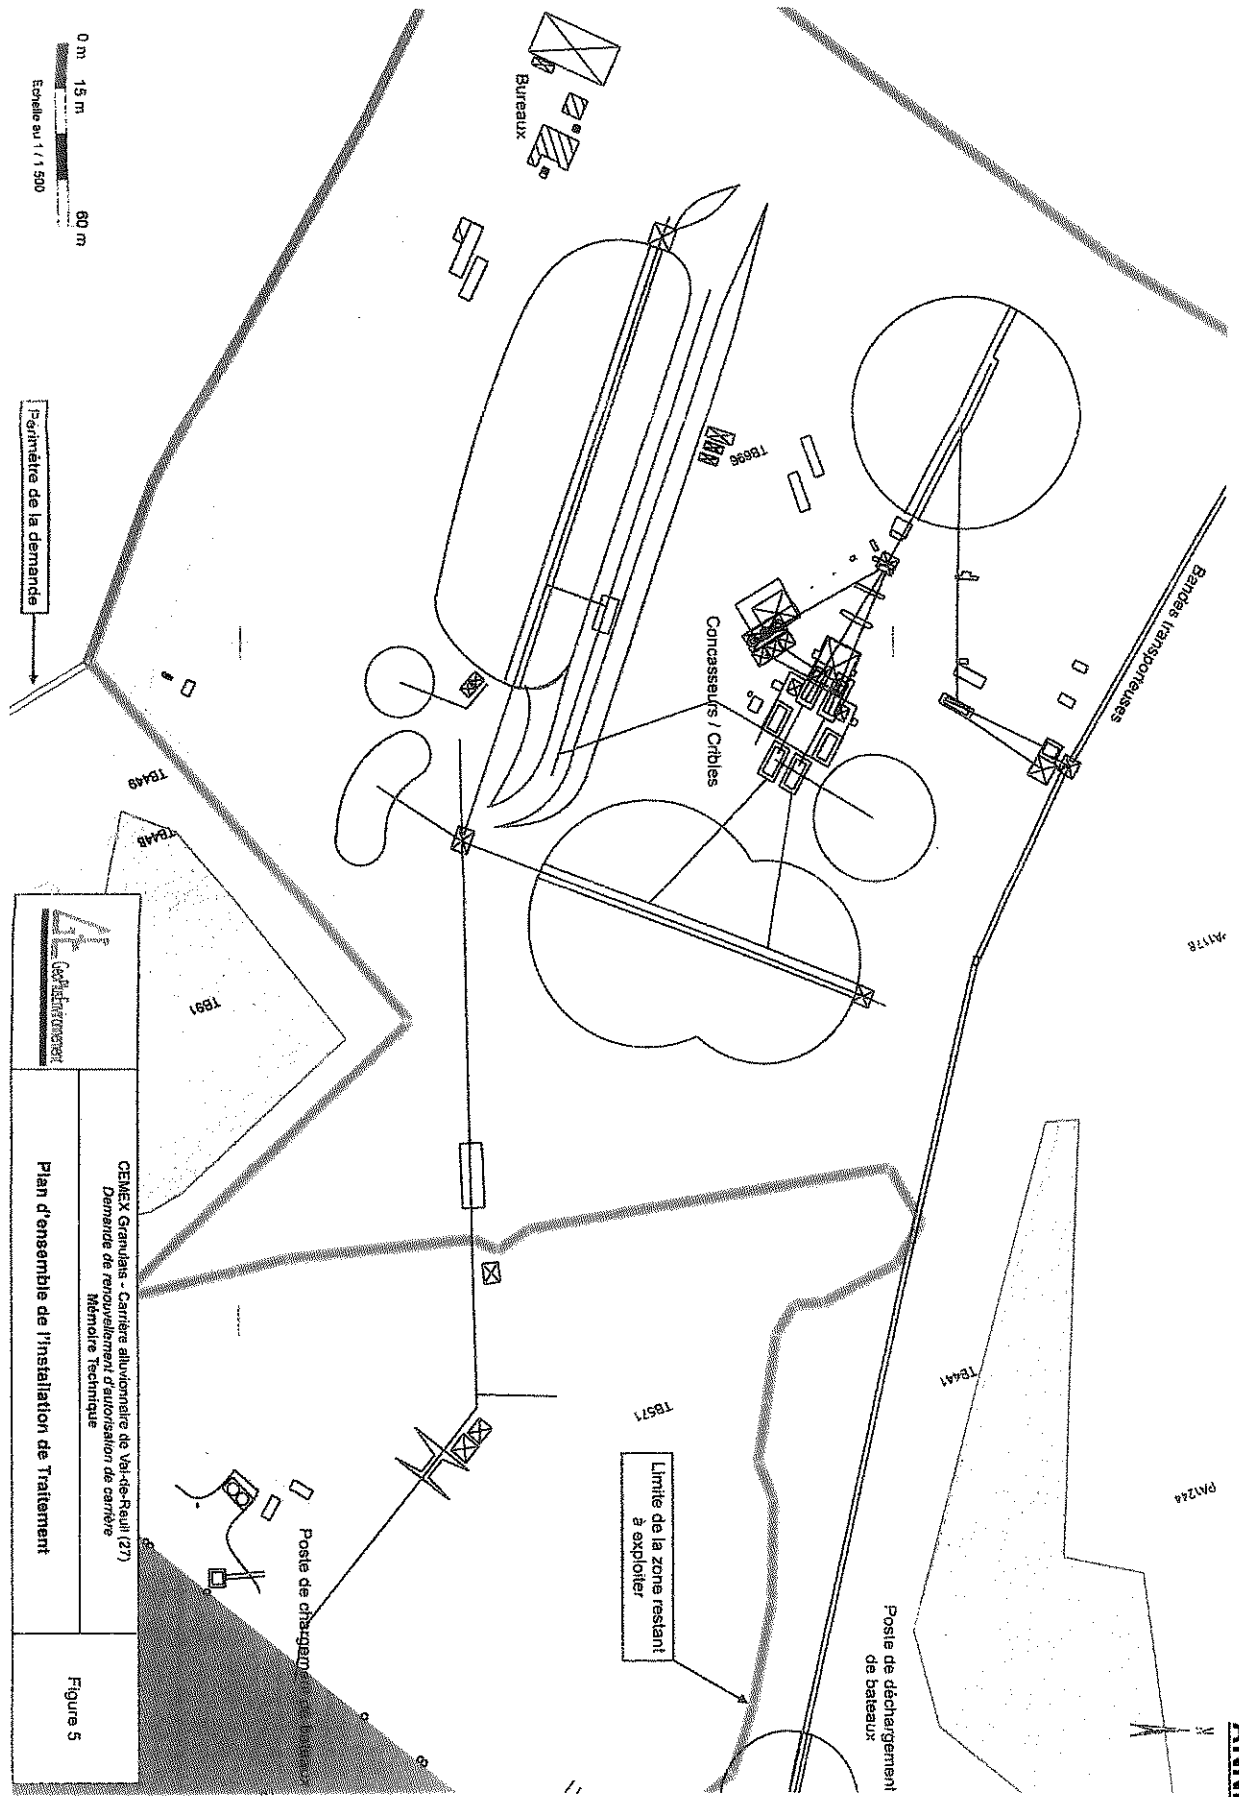 ANNE
0 m 15 m 60 m
Echelle au 1 / 1 500
Bureaux
Périmètre de la demande
TB696
Concasseurs / Cribles
Bandes transporteuses
TB449
TB448
TB91
PA1244
TB441
TB571
Limite de la zone restant
à exploiter
Poste de déchargement
de bateaux
Poste de chargement de bateaux
GeoPlusEnvironnement
CEMEX Granulats - Carrière alluvionnaire de Val-de-Reuil (27)
Demande de renouvellement d'autorisation de carrière
Mémoire Technique
Plan d'ensemble de l'Installation de Traitement
Figure 5